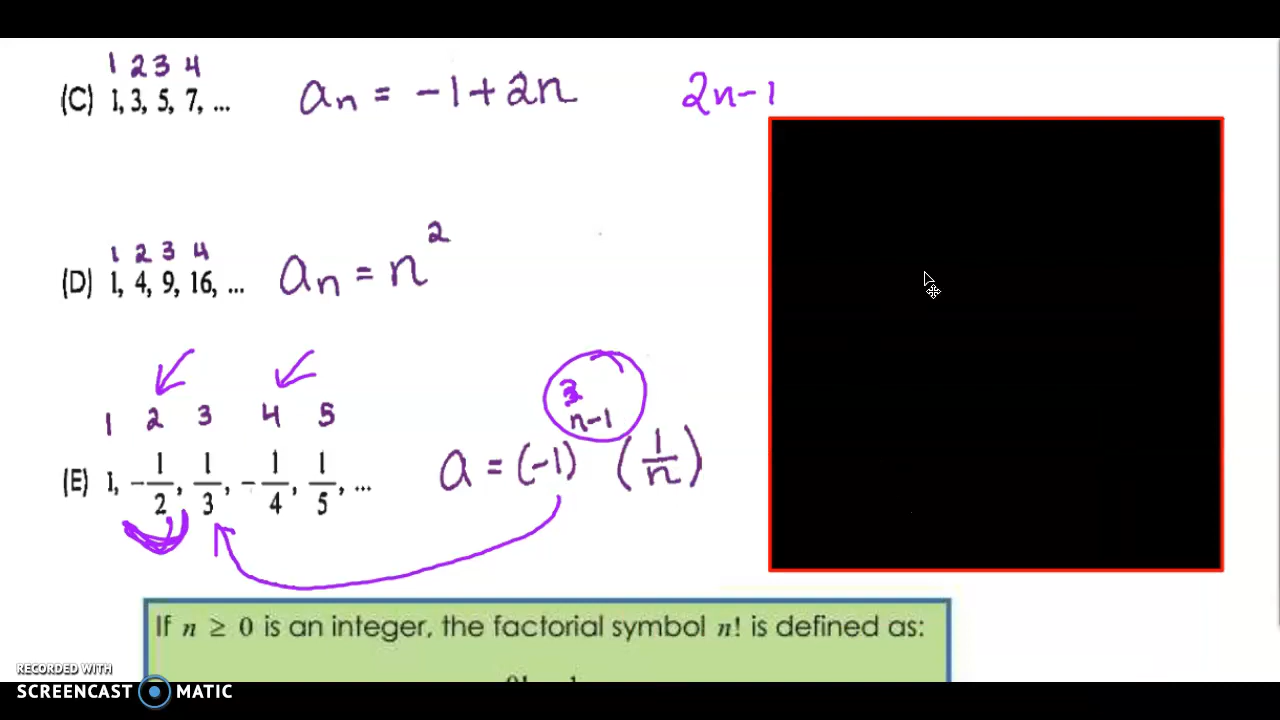 1 2 3 4
(C) 1, 3, 5, 7, ... an = -1+2n 2n-1
1 2 3 4
(D) 1, 4, 9, 16, ... an = n²
1 2 3 4 5
(E) 1, -1/2, 1/3, -1/4, 1/5, ... a = (-1)^(n-1) (1/n)
If n ≥ 0 is an integer, the factorial symbol n! is defined as:
RECORDED WITH
SCREENCAST MATIC